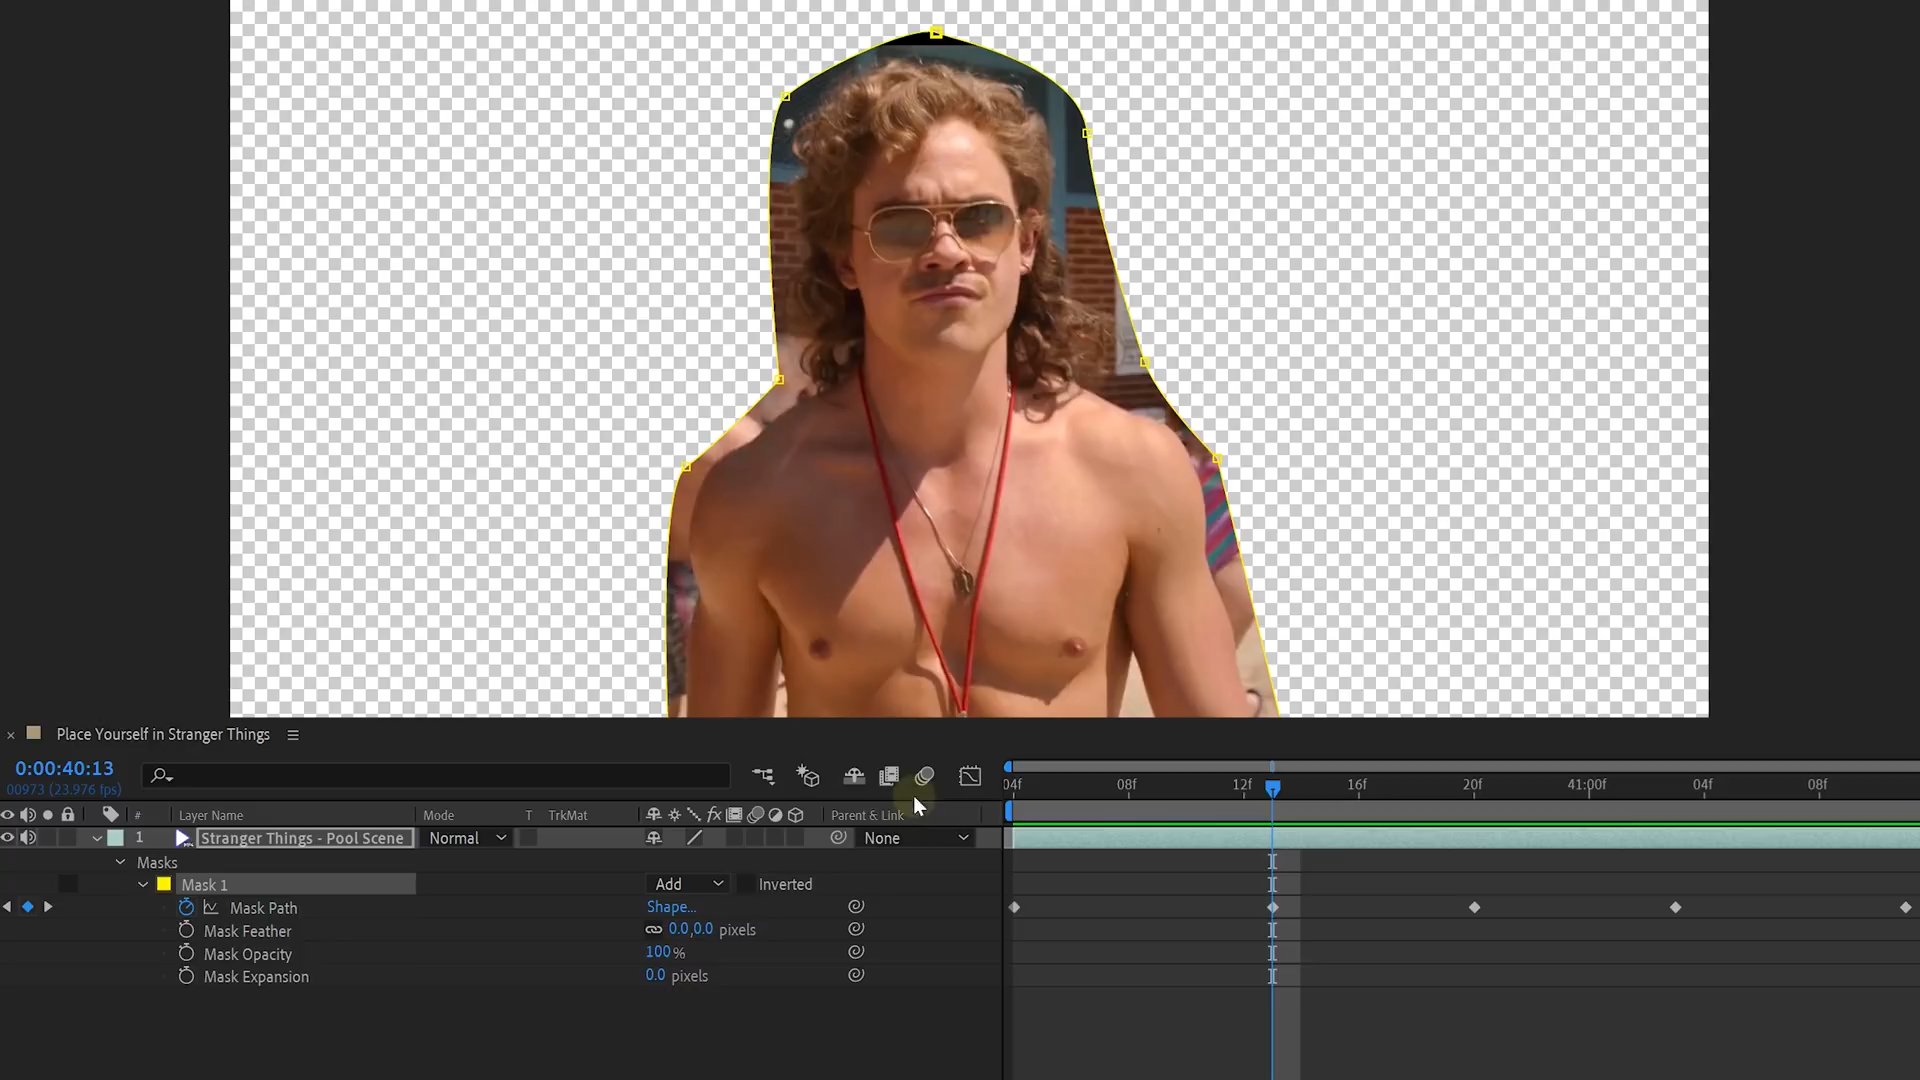 Place Yourself in Stranger Things
0:00:40:13
00973 (23.976 fps)
04f 08f 12f 16f 20f 41:00f 04f 08f
# Layer Name Mode T TrkMat fx Parent & Link
1 Stranger Things - Pool Scene Normal None
Masks
Mask 1 Add Inverted
Mask Path Shape...
Mask Feather 0.0,0.0 pixels
Mask Opacity 100 %
Mask Expansion 0.0 pixels